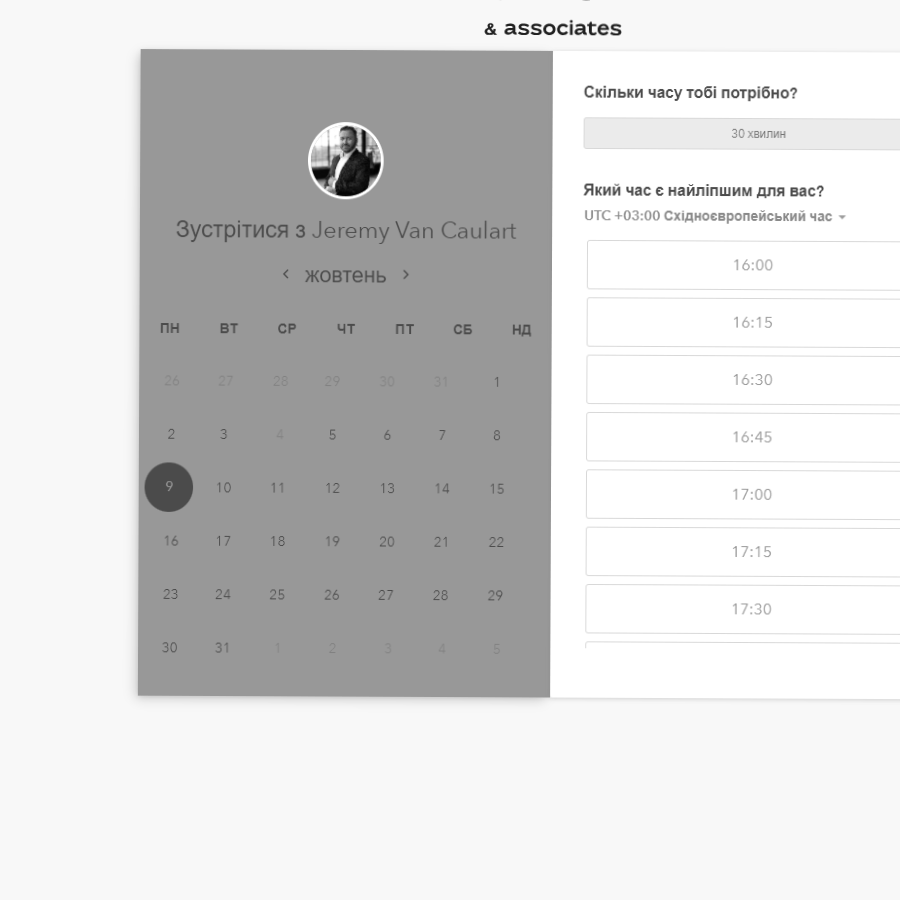 & associates
Зустрітися з Jeremy Van Caulart
жовтень
ПН ВТ СР ЧТ ПТ СБ НД
26 27 28 29 30 31 1
2 3 4 5 6 7 8
9 10 11 12 13 14 15
16 17 18 19 20 21 22
23 24 25 26 27 28 29
30 31 1 2 3 4 5
Скільки часу тобі потрібно?
30 хвилин
Який час є найліпшим для вас?
UTC +03:00 Східноєвропейський час
16:00
16:15
16:30
16:45
17:00
17:15
17:30